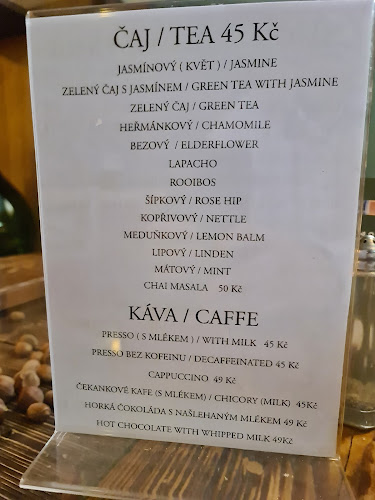 ČAJ / TEA 45 Kč
JASMÍNOVÝ ( KVĚT ) / JASMINE
ZELENÝ ČAJ S JASMÍNEM / GREEN TEA WITH JASMINE
ZELENÝ ČAJ / GREEN TEA
HEŘMÁNKOVÝ / CHAMOMILE
BEZOVÝ / ELDERFLOWER
LAPACHO
ROOIBOS
ŠÍPKOVÝ / ROSE HIP
KOPŘIVOVÝ / NETTLE
MEDUŇKOVÝ / LEMON BALM
LIPOVÝ / LINDEN
MÁTOVÝ / MINT
CHAI MASALA 50 Kč
KÁVA / CAFFE
PRESSO ( S MLÉKEM ) / WITH MILK 45 Kč
PRESSO BEZ KOFEINU / DECAFFEINATED 45 Kč
CAPPUCCINO 49 Kč
ČEKANKOVÉ KAFE (S MLÉKEM) / CHICORY (MILK) 45Kč
HORKÁ ČOKOLÁDA S NAŠLEHANÝM MLÉKEM 49 Kč
HOT CHOCOLATE WITH WHIPPED MILK 49Kč